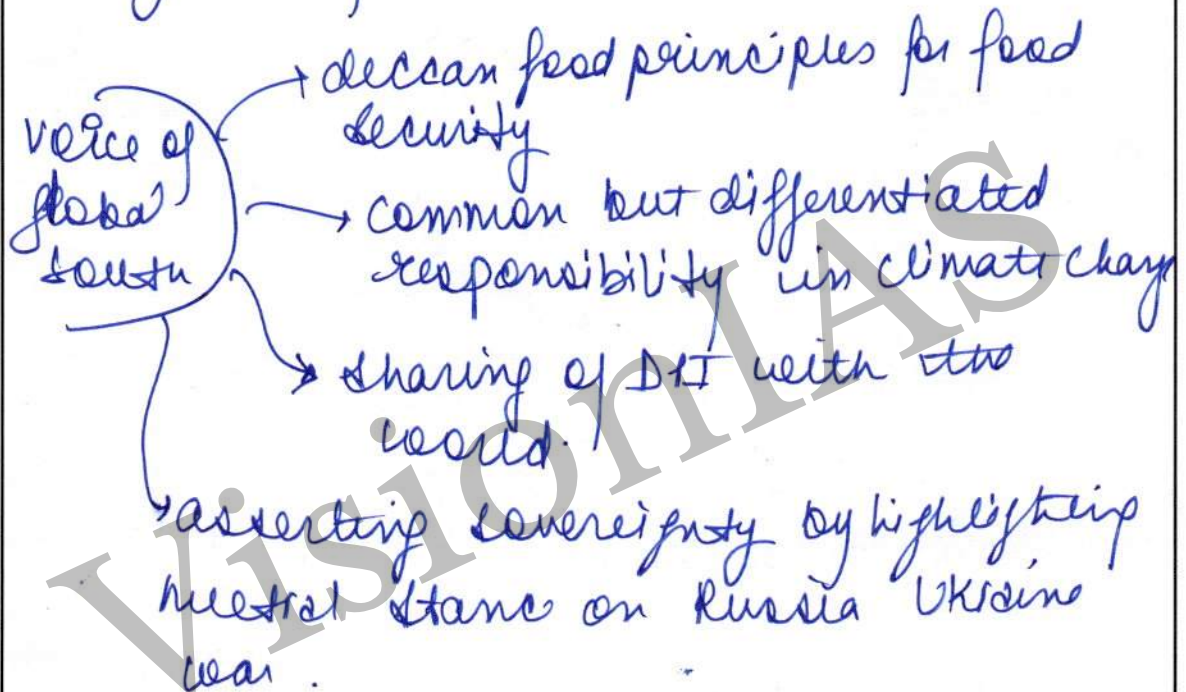 voice of
global
south
deccan food principles for food
security
common but differentiated
responsibility in climate change
sharing of DPI with the
world.
asserting sovereignty by highlighting
neutral stance on Russia Ukraine
war.
VisionIAS